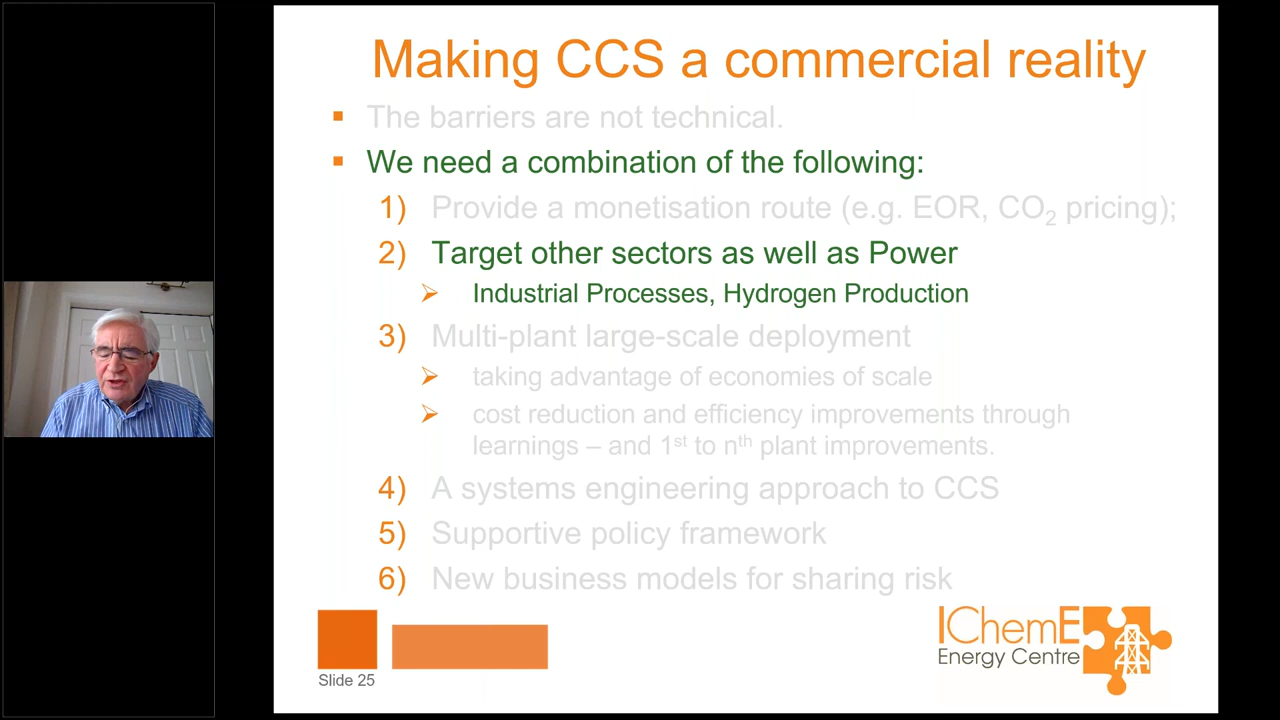 Making CCS a commercial reality
▪ The barriers are not technical.
▪ We need a combination of the following:
1) Provide a monetisation route (e.g. EOR, CO₂ pricing);
2) Target other sectors as well as Power
➢ Industrial Processes, Hydrogen Production
3) Multi-plant large-scale deployment
➢ taking advantage of economies of scale
➢ cost reduction and efficiency improvements through
learnings – and 1st to nth plant improvements.
4) A systems engineering approach to CCS
5) Supportive policy framework
6) New business models for sharing risk
IChemE
Energy Centre
Slide 25